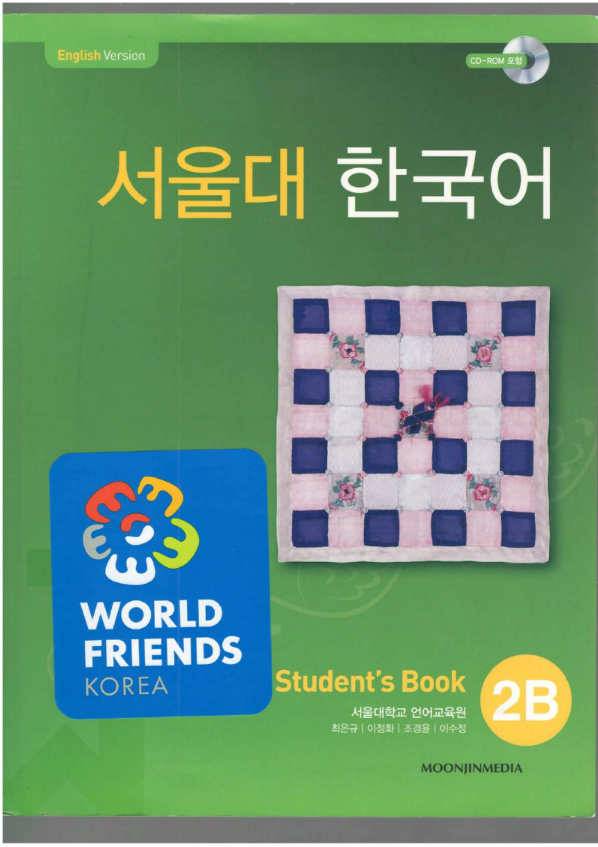 English Version
CD-ROM 포함
서울대 한국어
WORLD
FRIENDS
KOREA
Student's Book
2B
서울대학교 언어교육원
최은규 | 이정화 | 조경윤 | 이수정
MOONJINMEDIA